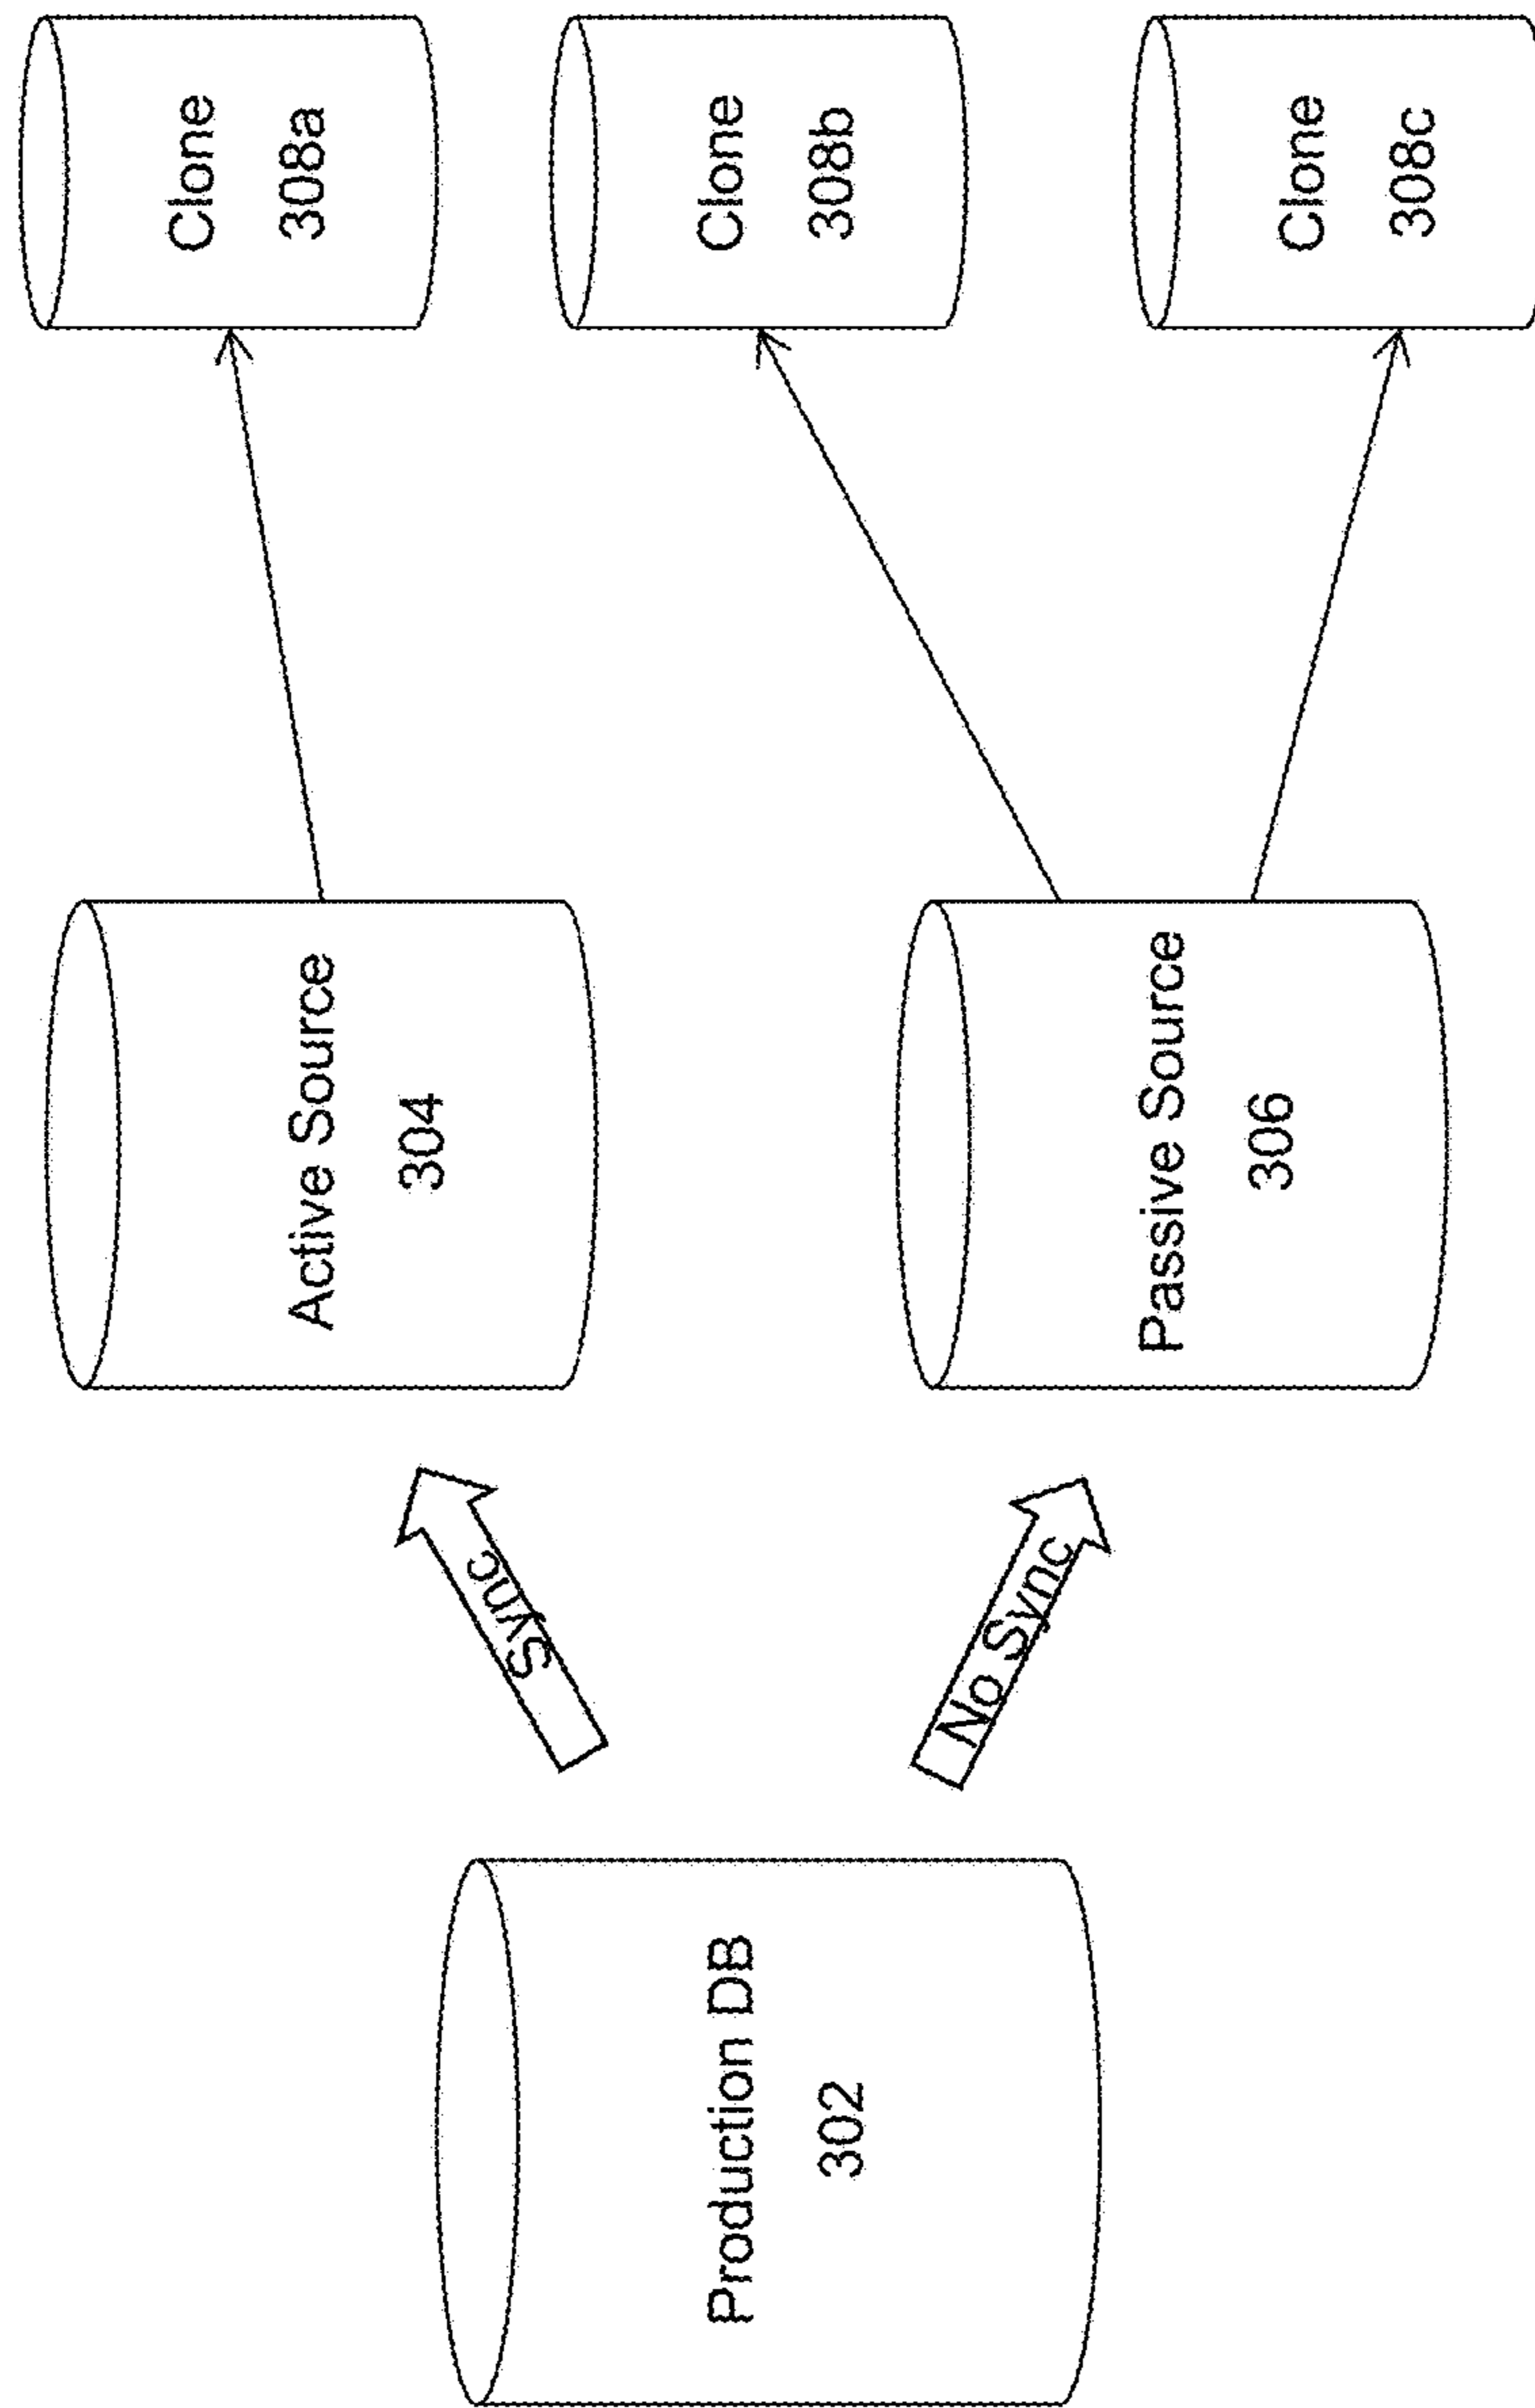 Production DB
302
Sync
No Sync
Active Source
304
Passive Source
306
Clone
308a
Clone
308b
Clone
308c